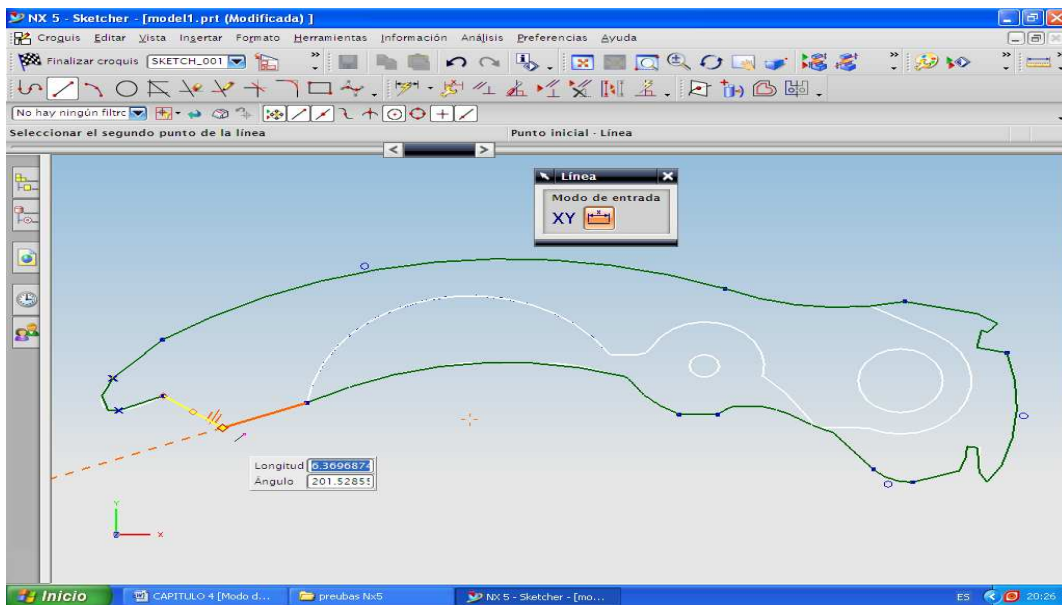 NX 5 - Sketcher - [model1.prt (Modificada) ]
Croquis Editar Vista Insertar Formato Herramientas Información Análisis Preferencias Ayuda
Finalizar croquis SKETCH_001
No hay ningún filtrc
Seleccionar el segundo punto de la línea
Punto inicial - Línea
Línea
Modo de entrada
XY
Longitud 6.3696874
Ángulo 201.52855
Y
X
Inicio
CAPITULO 4 [Modo d...
preubas Nx5
NX 5 - Sketcher - [mo...
ES
20:26